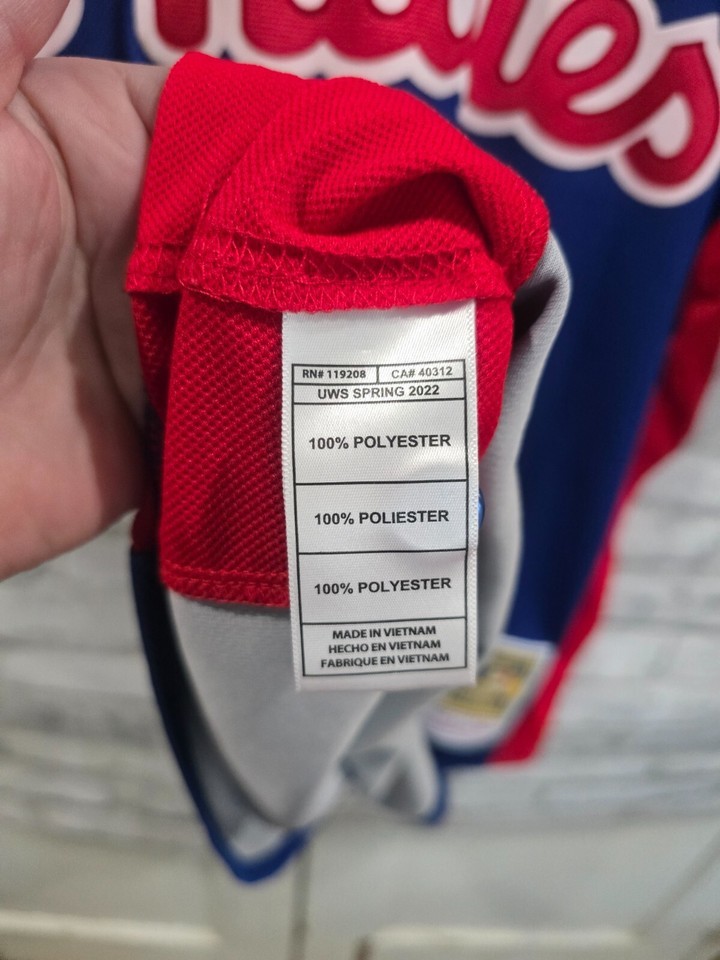 RN# 119208 CA# 40312
UWS SPRING 2022
100% POLYESTER
100% POLIESTER
100% POLYESTER
MADE IN VIETNAM
HECHO EN VIETNAM
FABRIQUE EN VIETNAM